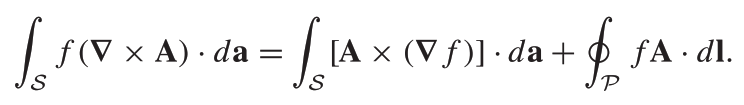 ∫_𝒮 f(∇ × 𝐀) · d𝐚 = ∫_𝒮 [𝐀 × (∇f)] · d𝐚 + ∮_𝒫 f𝐀 · d𝐥.